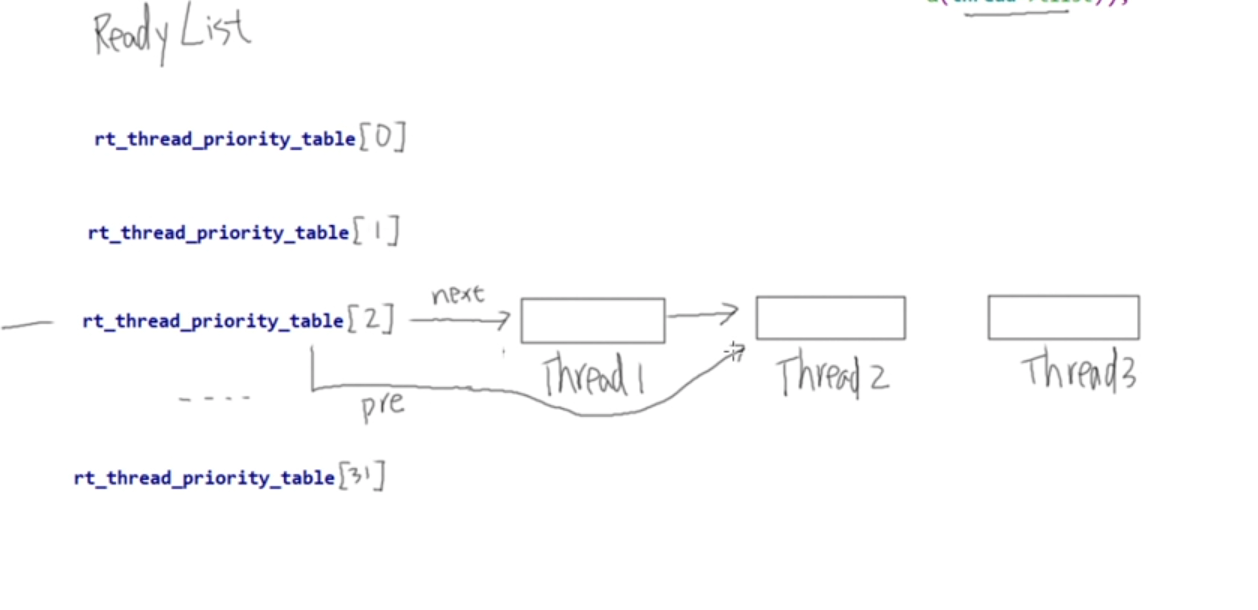 Ready List
rt_thread_priority_table[0]
rt_thread_priority_table[1]
next
rt_thread_priority_table[2]
Thread1 Thread2 Thread3
pre
rt_thread_priority_table[31]